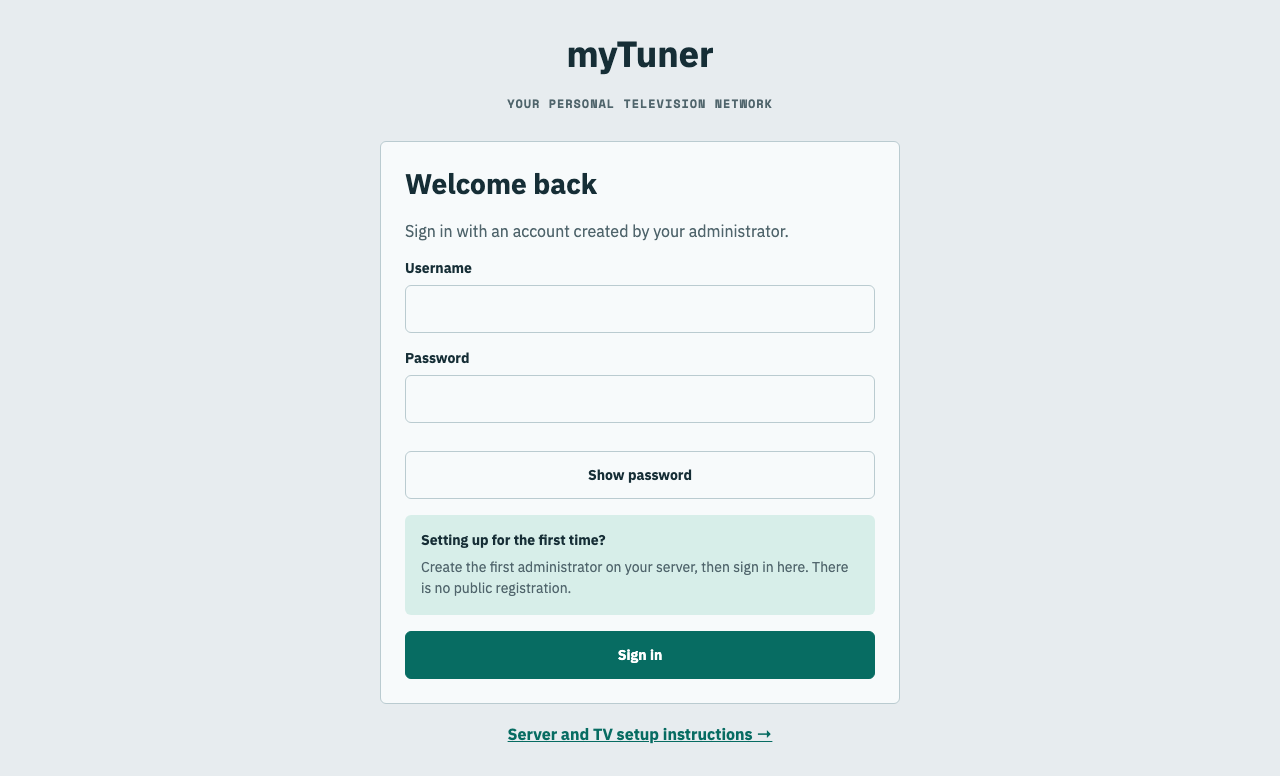 myTuner
YOUR PERSONAL TELEVISION NETWORK
Welcome back
Sign in with an account created by your administrator.
Username
Password
Show password
Setting up for the first time?
Create the first administrator on your server, then sign in here. There
is no public registration.
Sign in
Server and TV setup instructions →